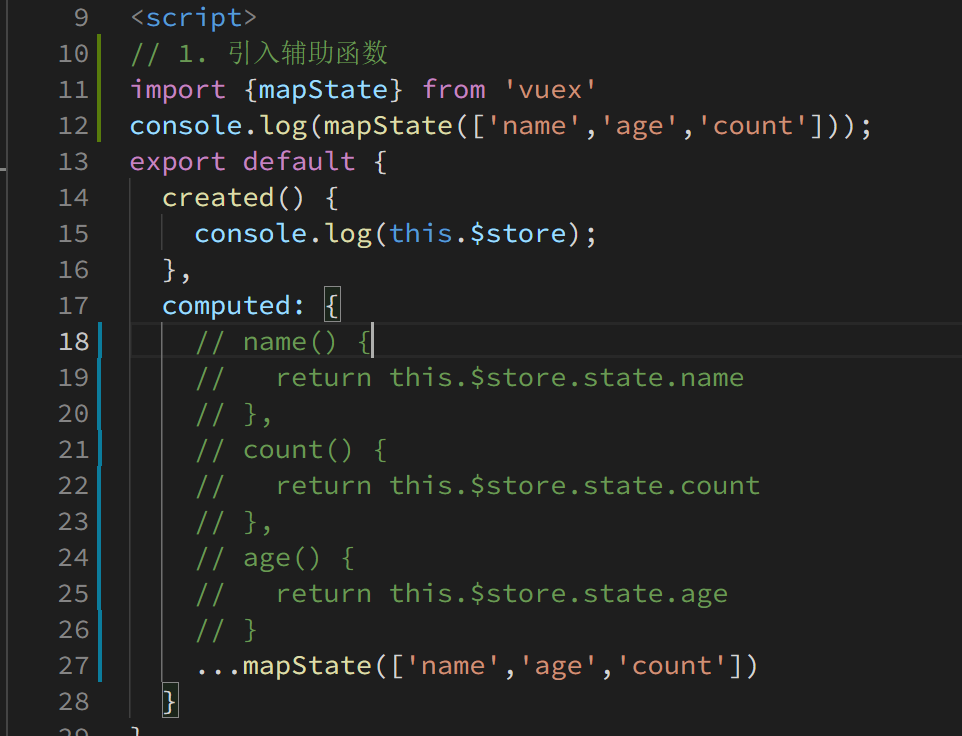 9 <script>
10 // 1. 引入辅助函数
11 import {mapState} from 'vuex'
12 console.log(mapState(['name','age','count']));
13 export default {
14   created() {
15     console.log(this.$store);
16   },
17   computed: {
18     // name() {
19     //   return this.$store.state.name
20     // },
21     // count() {
22     //   return this.$store.state.count
23     // },
24     // age() {
25     //   return this.$store.state.age
26     // }
27     ...mapState(['name','age','count'])
28   }